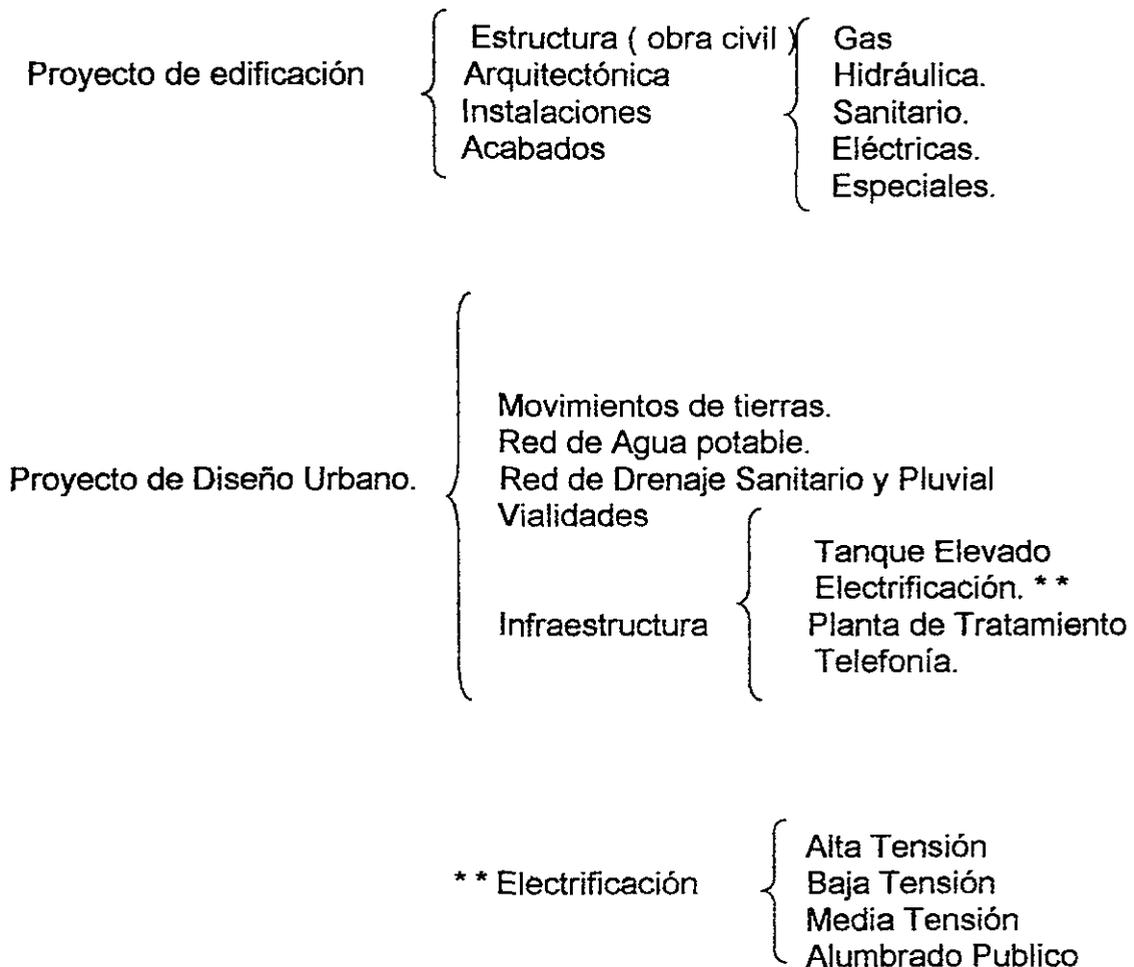 Proyecto de edificación
Estructura ( obra civil )
Arquitectónica
Instalaciones
Acabados
Gas
Hidráulica.
Sanitario.
Eléctricas.
Especiales.
Proyecto de Diseño Urbano.
Movimientos de tierras.
Red de Agua potable.
Red de Drenaje Sanitario y Pluvial
Vialidades
Infraestructura
Tanque Elevado
Electrificación. * *
Planta de Tratamiento
Telefonía.
* * Electrificación
Alta Tensión
Baja Tensión
Media Tensión
Alumbrado Publico